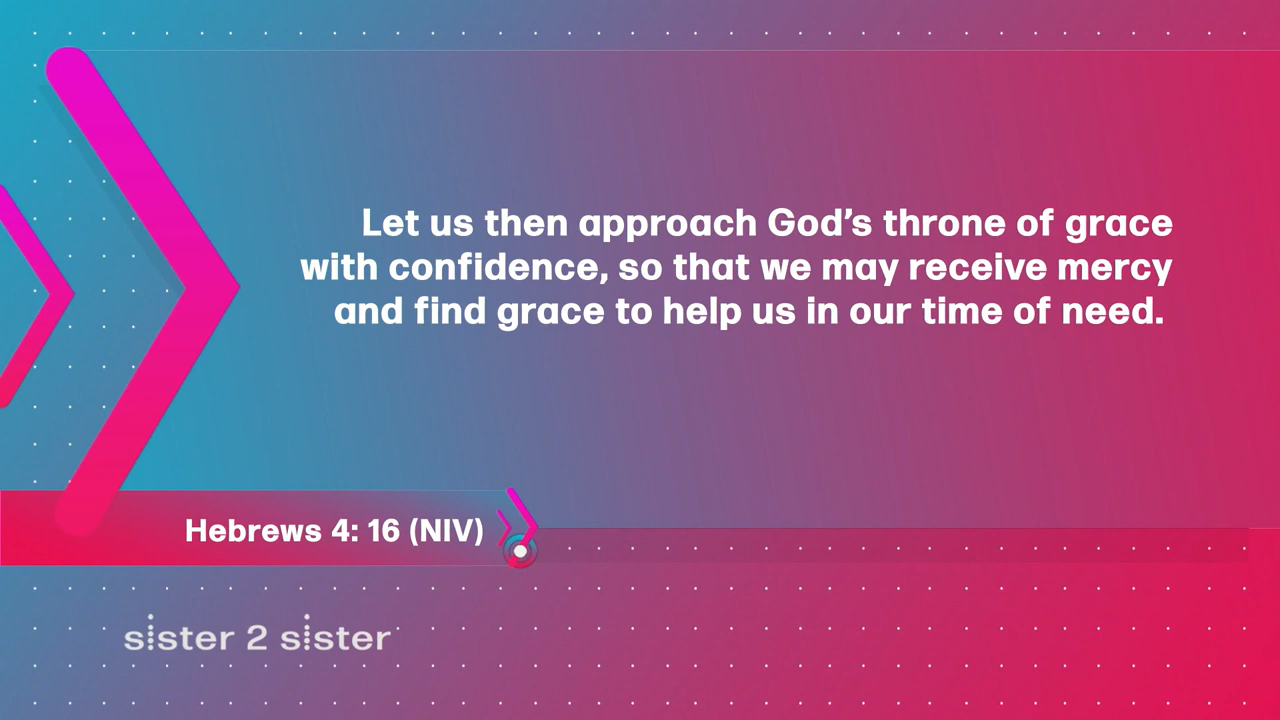 Let us then approach God’s throne of grace
with confidence, so that we may receive mercy
and find grace to help us in our time of need.
Hebrews 4: 16 (NIV)
sister 2 sister